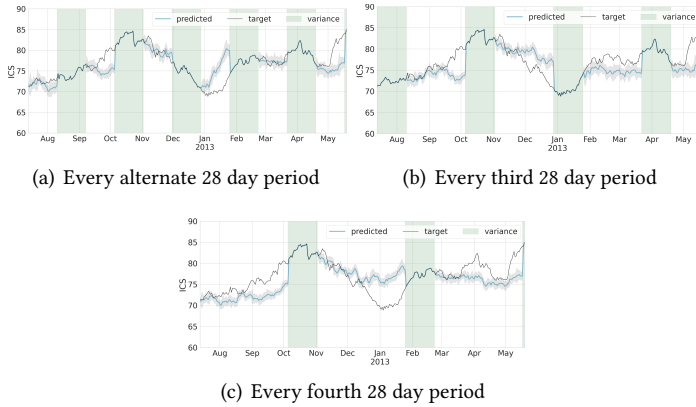 predicted target variance
90
85
80
75
70
65
60
ICS
Aug Sep Oct Nov Dec Jan Feb Mar Apr May
2013
(a) Every alternate 28 day period
predicted target variance
90
85
80
75
70
65
60
ICS
Aug Sep Oct Nov Dec Jan Feb Mar Apr May
2013
(b) Every third 28 day period
predicted target variance
90
85
80
75
70
65
60
ICS
Aug Sep Oct Nov Dec Jan Feb Mar Apr May
2013
(c) Every fourth 28 day period